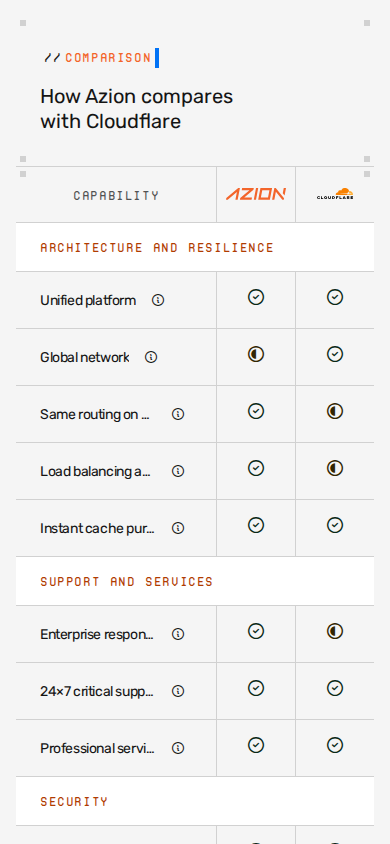 COMPARISON
How Azion compares
with Cloudflare
CAPABILITY AZION CLOUDFLARE
ARCHITECTURE AND RESILIENCE
Unified platform
Global network
Same routing on ...
Load balancing a...
Instant cache pur...
SUPPORT AND SERVICES
Enterprise respon...
24×7 critical supp...
Professional servi...
SECURITY